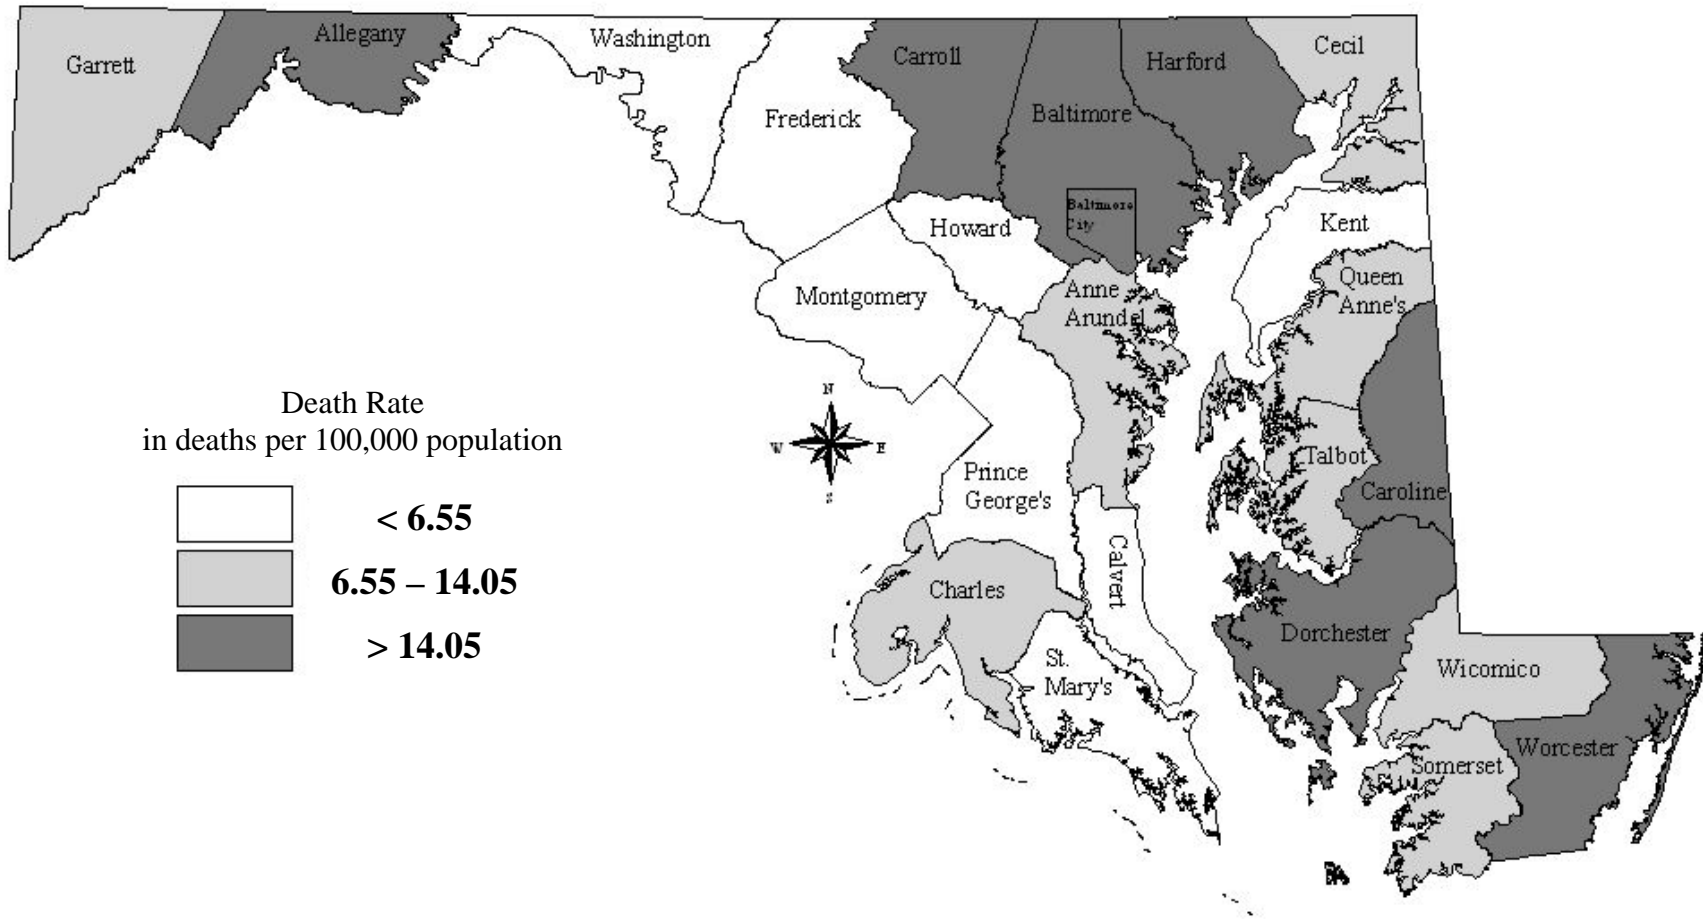 Garrett
Allegany
Washington
Frederick
Carroll
Baltimore
Harford
Cecil
Baltimore
City
Howard
Montgomery
Kent
Queen
Anne's
Anne
Arundel
Death Rate
in deaths per 100,000 population
< 6.55
6.55 – 14.05
> 14.05
N
W
E
S
Prince
George's
Talbot
Caroline
Calvert
Charles
St.
Mary's
Dorchester
Wicomico
Worcester
Somerset